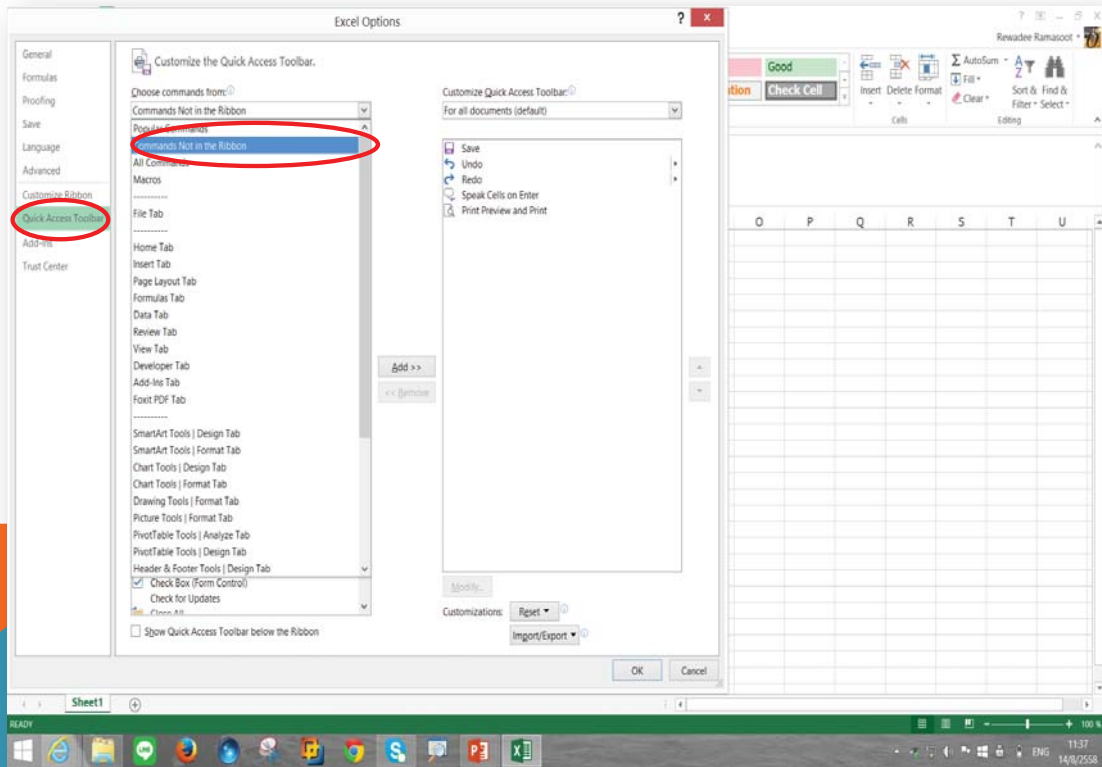 Excel Options
?
Rewadee Ramasoot
General
Formulas
Proofing
Save
Language
Advanced
Customize Ribbon
Quick Access Toolbar
Add-Ins
Trust Center
Customize the Quick Access Toolbar.
Choose commands from:
Commands Not in the Ribbon
Popular Commands
Commands Not in the Ribbon
All Commands
Macros
----------
File Tab
----------
Home Tab
Insert Tab
Page Layout Tab
Formulas Tab
Data Tab
Review Tab
View Tab
Developer Tab
Add-Ins Tab
Foxit PDF Tab
----------
SmartArt Tools | Design Tab
SmartArt Tools | Format Tab
Chart Tools | Design Tab
Chart Tools | Format Tab
Drawing Tools | Format Tab
Picture Tools | Format Tab
PivotTable Tools | Analyze Tab
PivotTable Tools | Design Tab
Header & Footer Tools | Design Tab
Check Box (Form Control)
Check for Updates
Close All
Show Quick Access Toolbar below the Ribbon
Add >>
<< Remove
Customize Quick Access Toolbar:
For all documents (default)
Save
Undo
Redo
Speak Cells on Enter
Print Preview and Print
Modify...
Customizations:
Reset
Import/Export
OK
Cancel
Good
Check Cell
Insert Delete Format
Cells
AutoSum
Fill
Clear
Sort & Filter
Find & Select
Editing
O P Q R S T U
Sheet1
READY
100 %
ENG
11:37
14/8/2558